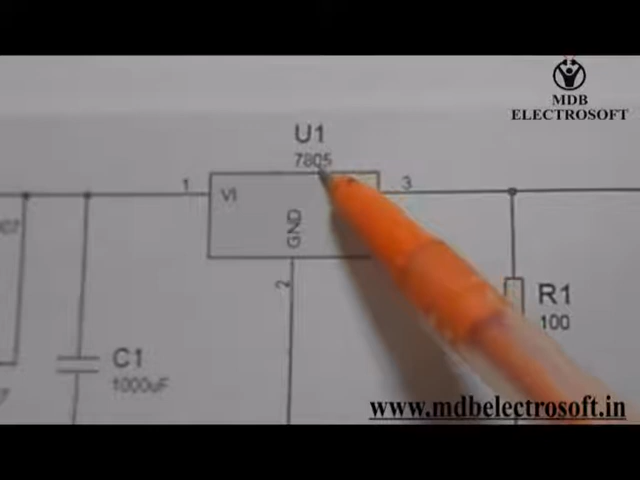 MDB
ELECTROSOFT
U1
7805
1
VI
3
GND
2
R1
100
C1
1000uF
www.mdbelectrosoft.in